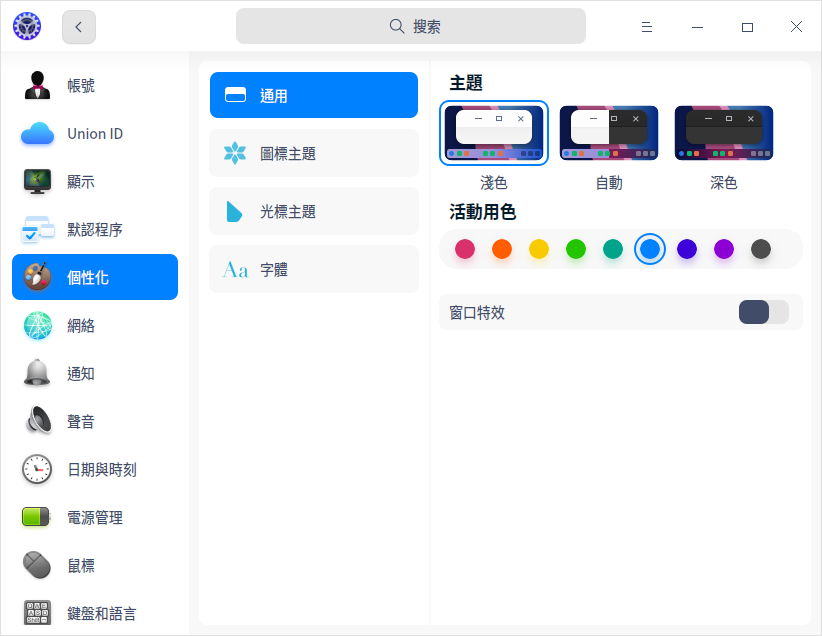 搜索
帳號
Union ID
顯示
默認程序
個性化
網絡
通知
聲音
日期與時刻
電源管理
鼠標
鍵盤和語言
通用
圖標主題
光標主題
Aa 字體
主題
淺色
自動
深色
活動用色
窗口特效